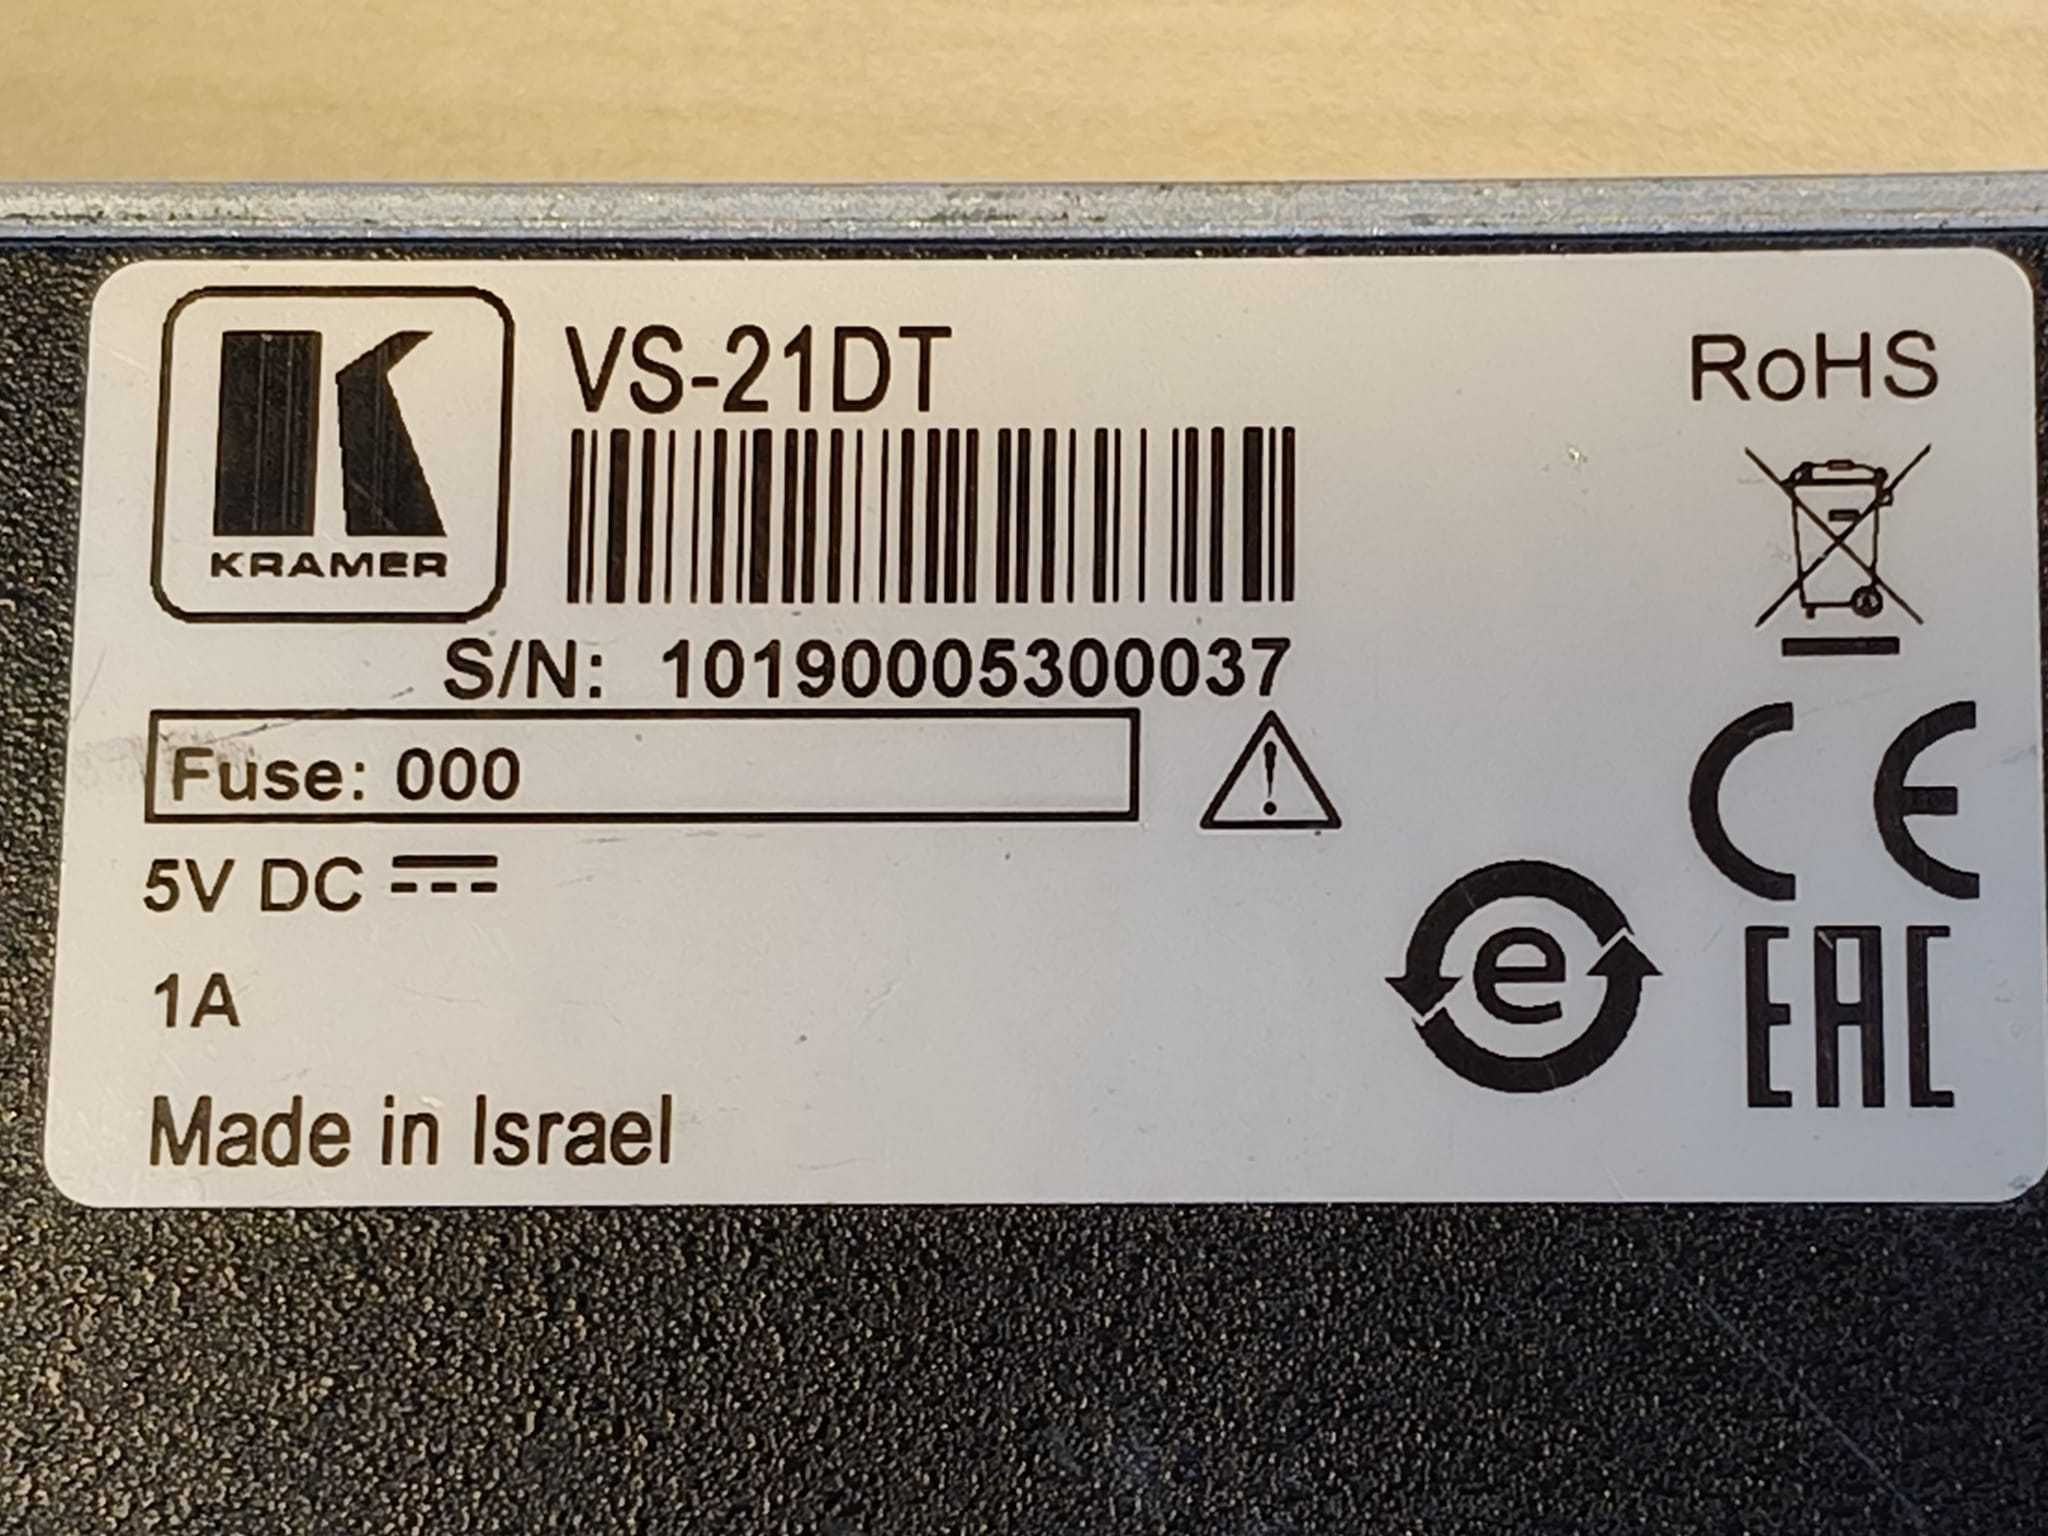 KRAMER
VS-21DT
RoHS
S/N: 10190005300037
Fuse: 000
5V DC
1A
Made in Israel
CE
e
EAC